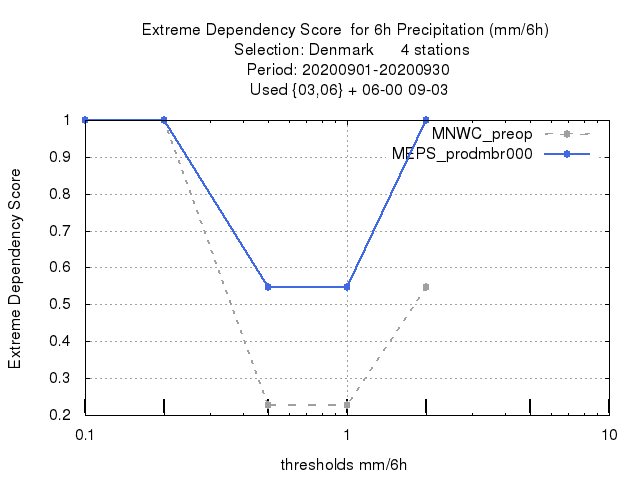 Extreme Dependency Score  for 6h Precipitation (mm/6h)
Selection: Denmark      4 stations
Period: 20200901-20200930
Used {03,06} + 06-00 09-03
MNWC_preop
MEPS_prodmbr000
Extreme Dependency Score
1
0.9
0.8
0.7
0.6
0.5
0.4
0.3
0.2
0.1
1
10
thresholds mm/6h